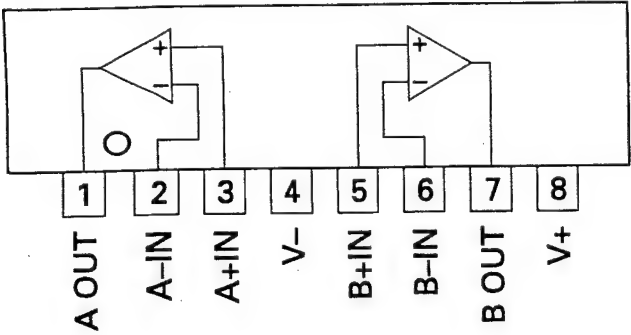 + +
− −
1 2 3 4 5 6 7 8
A OUT
A–IN
A+IN
V–
B+IN
B–IN
B OUT
V+